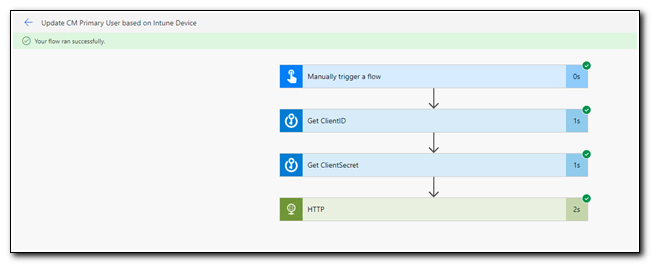 Update CM Primary User based on Intune Device
Your flow ran successfully.
Manually trigger a flow 0s
Get ClientID 1s
Get ClientSecret 1s
HTTP 2s